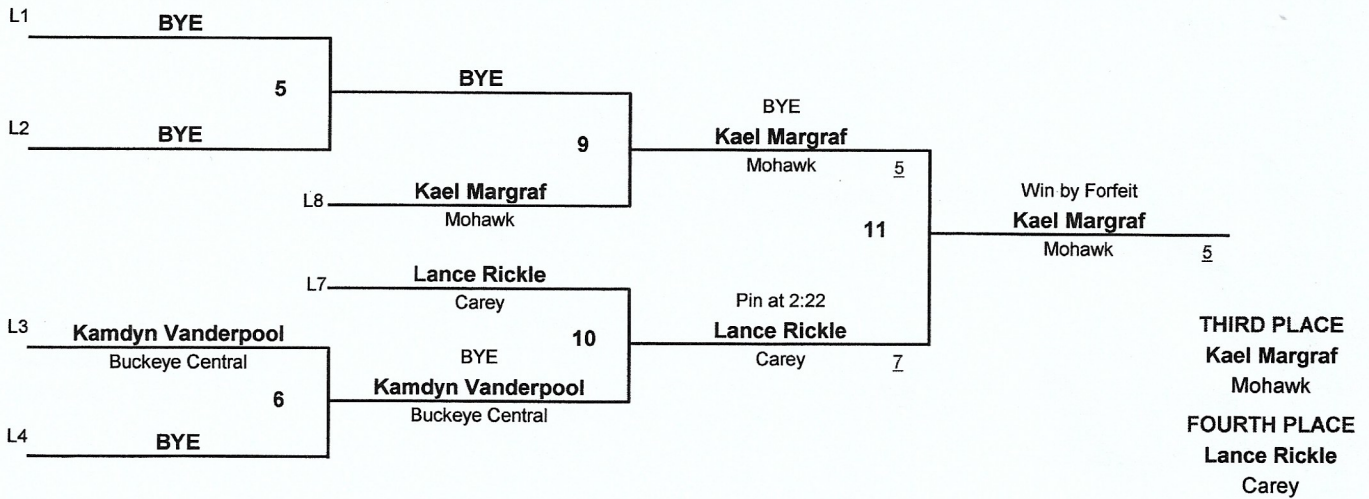 L1
BYE
5
BYE
L2
BYE
9
BYE
Kael Margraf
Mohawk
5
L8
Kael Margraf
Mohawk
11
Win by Forfeit
Kael Margraf
Mohawk
5
L7
Lance Rickle
Carey
10
Pin at 2:22
Lance Rickle
Carey
7
L3
Kamdyn Vanderpool
Buckeye Central
6
BYE
Kamdyn Vanderpool
Buckeye Central
L4
BYE
THIRD PLACE
Kael Margraf
Mohawk
FOURTH PLACE
Lance Rickle
Carey